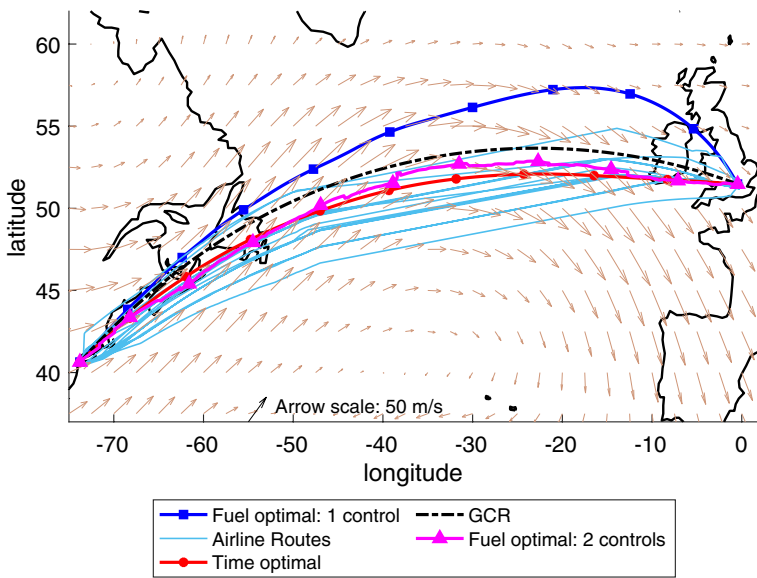 60
55
50
45
40
latitude
Arrow scale: 50 m/s
-70 -60 -50 -40 -30 -20 -10 0
longitude
Fuel optimal: 1 control
Airline Routes
Time optimal
GCR
Fuel optimal: 2 controls